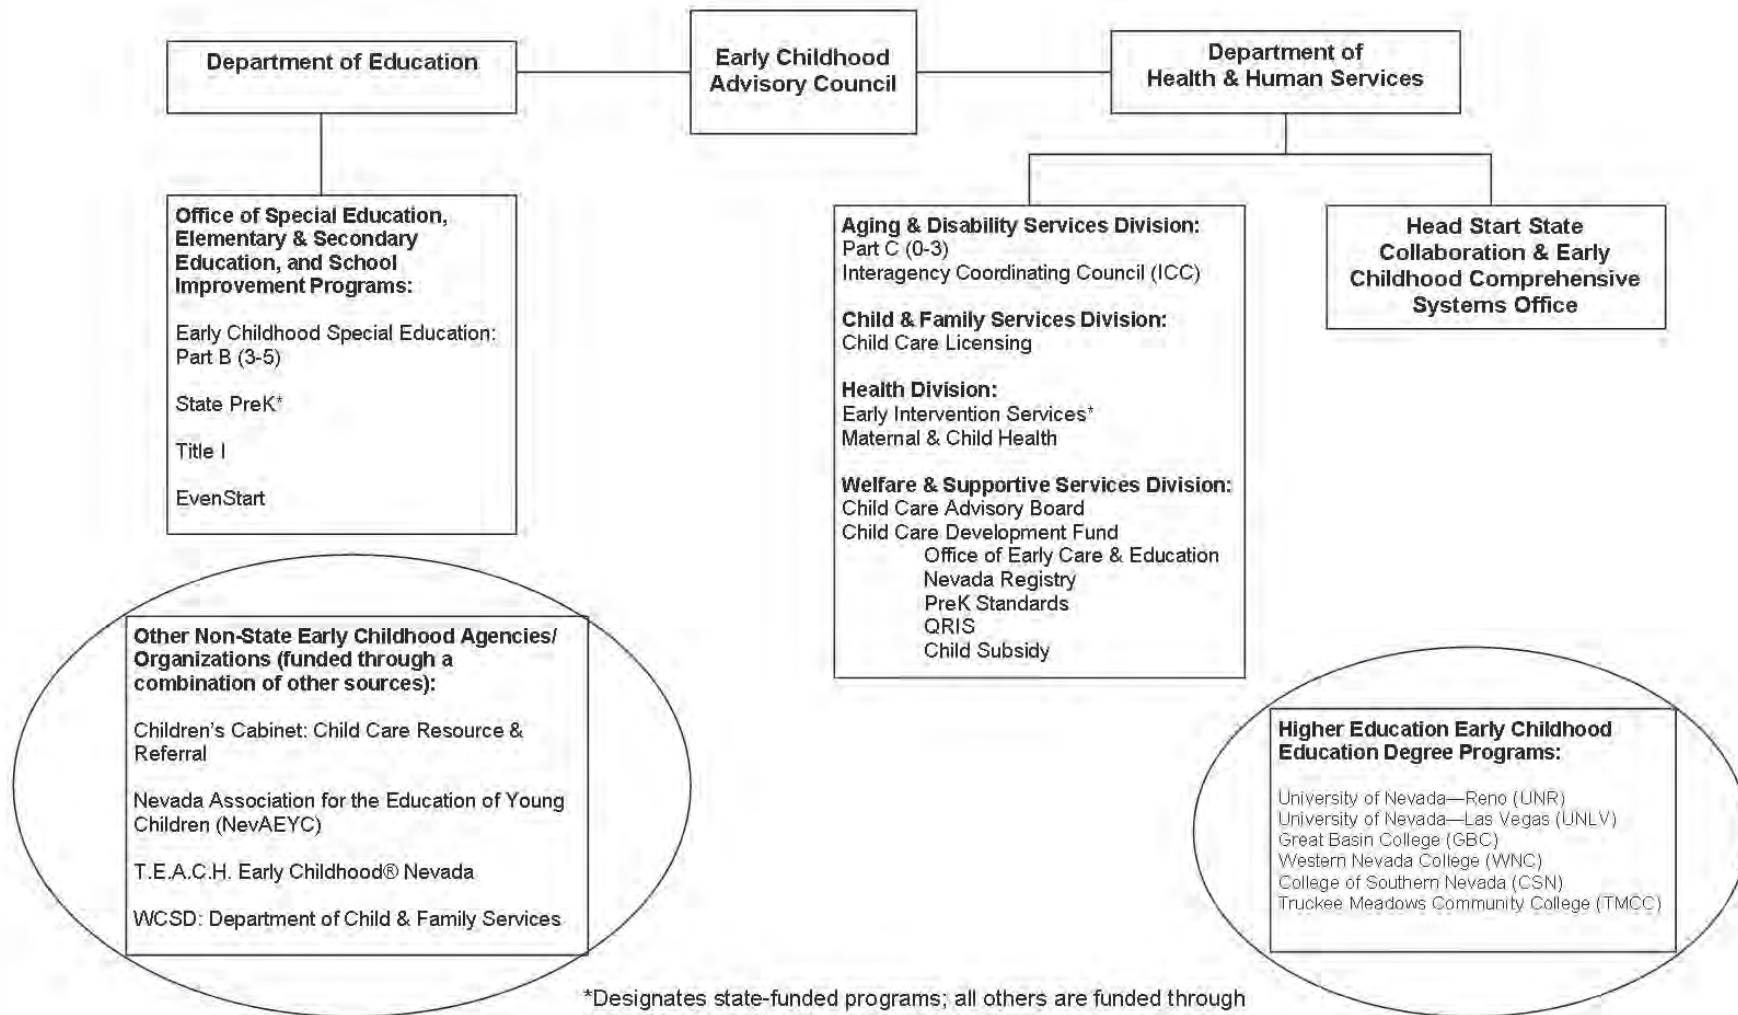 Department of Education
Early Childhood
Advisory Council
Department of
Health & Human Services
Office of Special Education,
Elementary & Secondary
Education, and School
Improvement Programs:
Early Childhood Special Education:
Part B (3-5)
State PreK*
Title I
EvenStart
Aging & Disability Services Division:
Part C (0-3)
Interagency Coordinating Council (ICC)
Child & Family Services Division:
Child Care Licensing
Health Division:
Early Intervention Services*
Maternal & Child Health
Welfare & Supportive Services Division:
Child Care Advisory Board
Child Care Development Fund
Office of Early Care & Education
Nevada Registry
PreK Standards
QRIS
Child Subsidy
Head Start State
Collaboration & Early
Childhood Comprehensive
Systems Office
Other Non-State Early Childhood Agencies/
Organizations (funded through a
combination of other sources):
Children's Cabinet: Child Care Resource &
Referral
Nevada Association for the Education of Young
Children (NevAEYC)
T.E.A.C.H. Early Childhood® Nevada
WCSD: Department of Child & Family Services
Higher Education Early Childhood
Education Degree Programs:
University of Nevada—Reno (UNR)
University of Nevada—Las Vegas (UNLV)
Great Basin College (GBC)
Western Nevada College (WNC)
College of Southern Nevada (CSN)
Truckee Meadows Community College (TMCC)
*Designates state-funded programs; all others are funded through